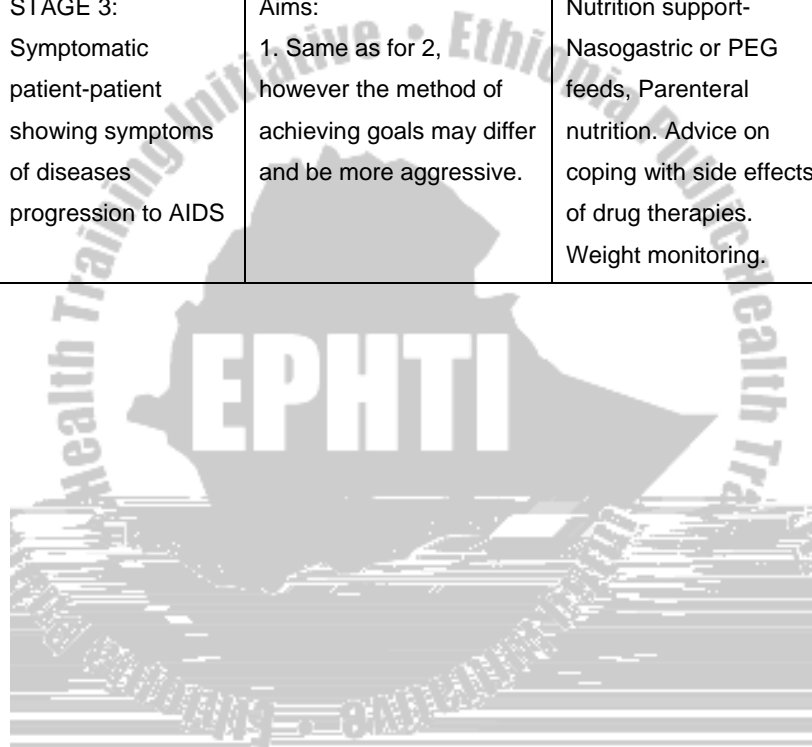 STAGE 3:
Symptomatic
patient-patient
showing symptoms
of diseases
progression to AIDS
Aims:
1. Same as for 2,
however the method of
achieving goals may differ
and be more aggressive.
Nutrition support-
Nasogastric or PEG
feeds, Parenteral
nutrition. Advice on
coping with side effects
of drug therapies.
Weight monitoring.
EPHTI